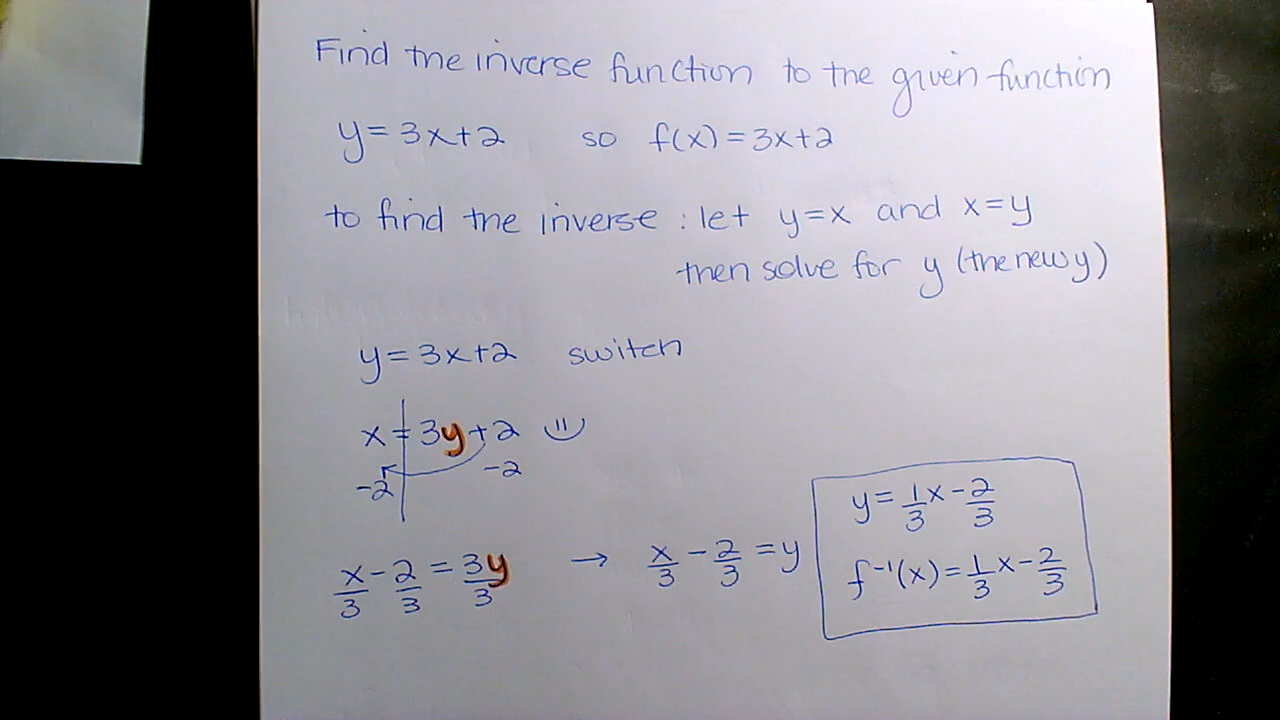 Find the inverse function to the given function
y=3x+2 so f(x)=3x+2
to find the inverse : let y=x and x=y
then solve for y (the new y)
y=3x+2 switch
x=3y+2
-2 -2
x/3 - 2/3 = 3y/3 → x/3 - 2/3 = y
y=1/3x-2/3
f⁻¹(x)=1/3x-2/3